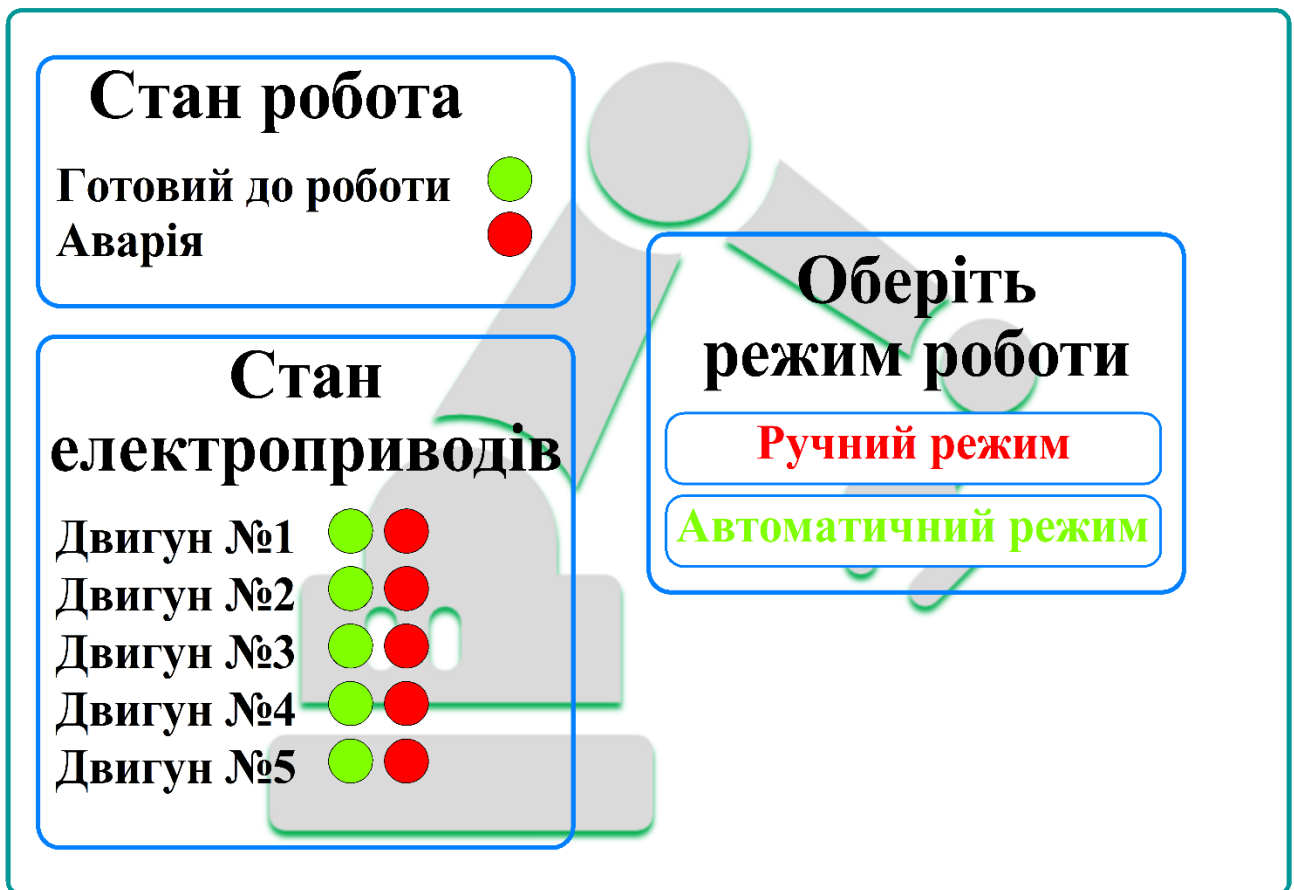 Стан робота
Готовий до роботи
Аварія
Стан
електроприводів
Двигун №1
Двигун №2
Двигун №3
Двигун №4
Двигун №5
Оберіть
режим роботи
Ручний режим
Автоматичний режим